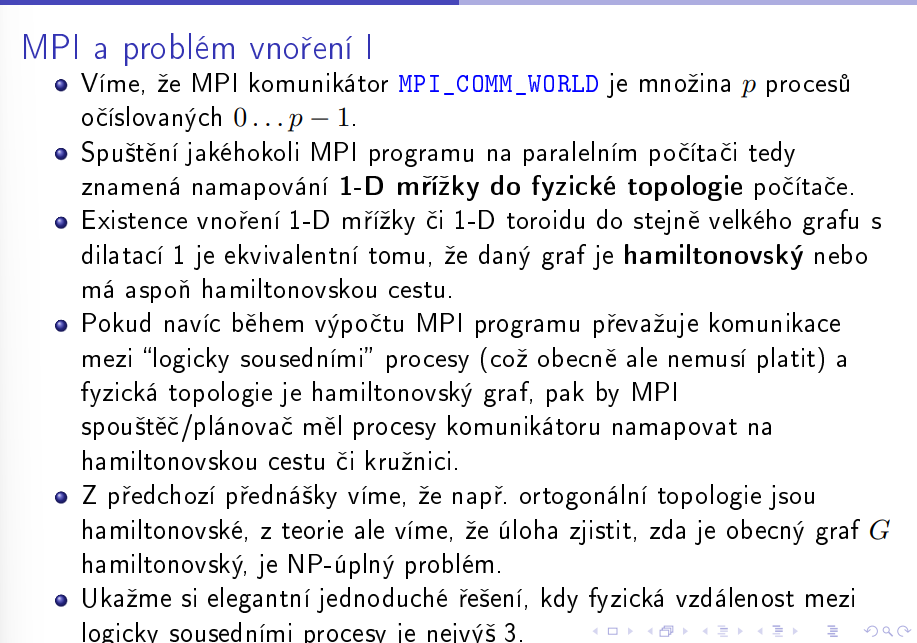 MPI a problém vnoření I
Víme, že MPI komunikátor MPI_COMM_WORLD je množina p procesů
očíslovaných 0 . . . p − 1.
Spuštění jakéhokoli MPI programu na paralelním počítači tedy
znamená namapování 1-D mřížky do fyzické topologie počítače.
Existence vnoření 1-D mřížky či 1-D toroidu do stejně velkého grafu s
dilatací 1 je ekvivalentní tomu, že daný graf je hamiltonovský nebo
má aspoň hamiltonovskou cestu.
Pokud navíc během výpočtu MPI programu převažuje komunikace
mezi “logicky sousedními” procesy (což obecně ale nemusí platit) a
fyzická topologie je hamiltonovský graf, pak by MPI
spouštěč/plánovač měl procesy komunikátoru namapovat na
hamiltonovskou cestu či kružnici.
Z předchozí přednášky víme, že např. ortogonální topologie jsou
hamiltonovské, z teorie ale víme, že úloha zjistit, zda je obecný graf G
hamiltonovský, je NP-úplný problém.
Ukažme si elegantní jednoduché řešení, kdy fyzická vzdálenost mezi
logicky sousedními procesy je nejvýš 3.